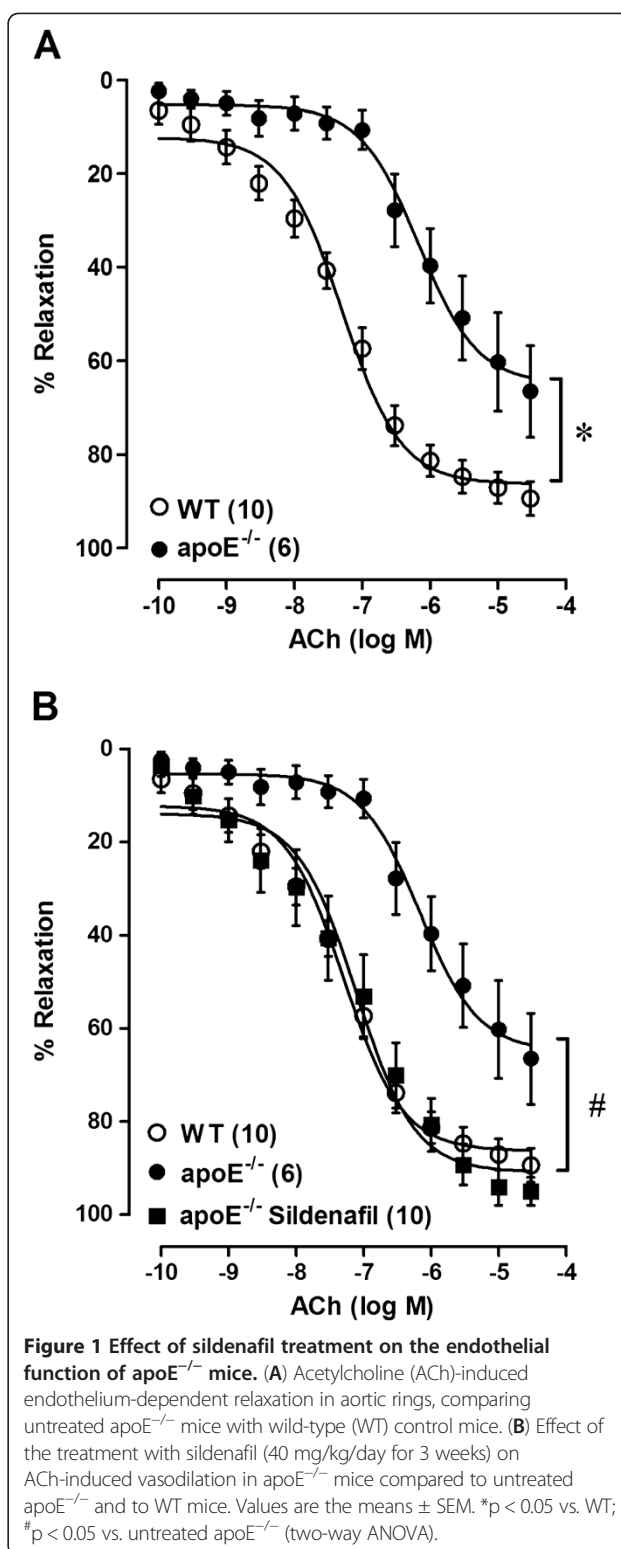 A
0
20
40
60
80
100
% Relaxation
*
WT (10)
apoE-/- (6)
-10 -9 -8 -7 -6 -5 -4
ACh (log M)
B
0
20
40
60
80
100
% Relaxation
#
WT (10)
apoE-/- (6)
apoE-/- Sildenafil (10)
-10 -9 -8 -7 -6 -5 -4
ACh (log M)
Figure 1 Effect of sildenafil treatment on the endothelial
function of apoE−/− mice. (A) Acetylcholine (ACh)-induced
endothelium-dependent relaxation in aortic rings, comparing
untreated apoE−/− mice with wild-type (WT) control mice. (B) Effect of
the treatment with sildenafil (40 mg/kg/day for 3 weeks) on
ACh-induced vasodilation in apoE−/− mice compared to untreated
apoE−/− and to WT mice. Values are the means ± SEM. *p < 0.05 vs. WT;
#p < 0.05 vs. untreated apoE−/− (two-way ANOVA).